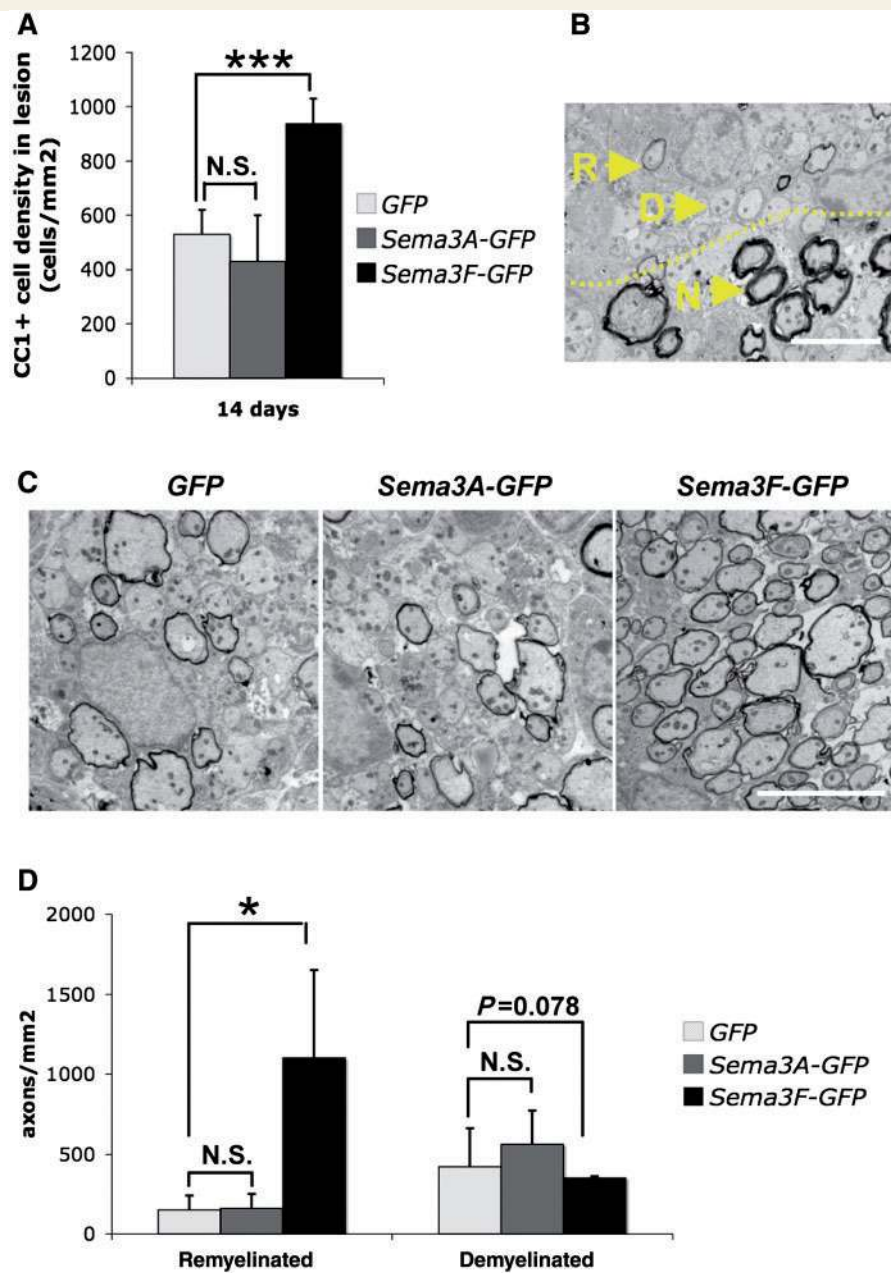 A
CC1+ cell density in lesion
(cells/mm2)
1200
1000
800
600
400
200
0
***
N.S.
14 days
GFP
Sema3A-GFP
Sema3F-GFP
B
R
D
N
C
GFP
Sema3A-GFP
Sema3F-GFP
D
axons/mm2
2000
1500
1000
500
0
*
N.S.
P=0.078
N.S.
Remyelinated
Demyelinated
GFP
Sema3A-GFP
Sema3F-GFP